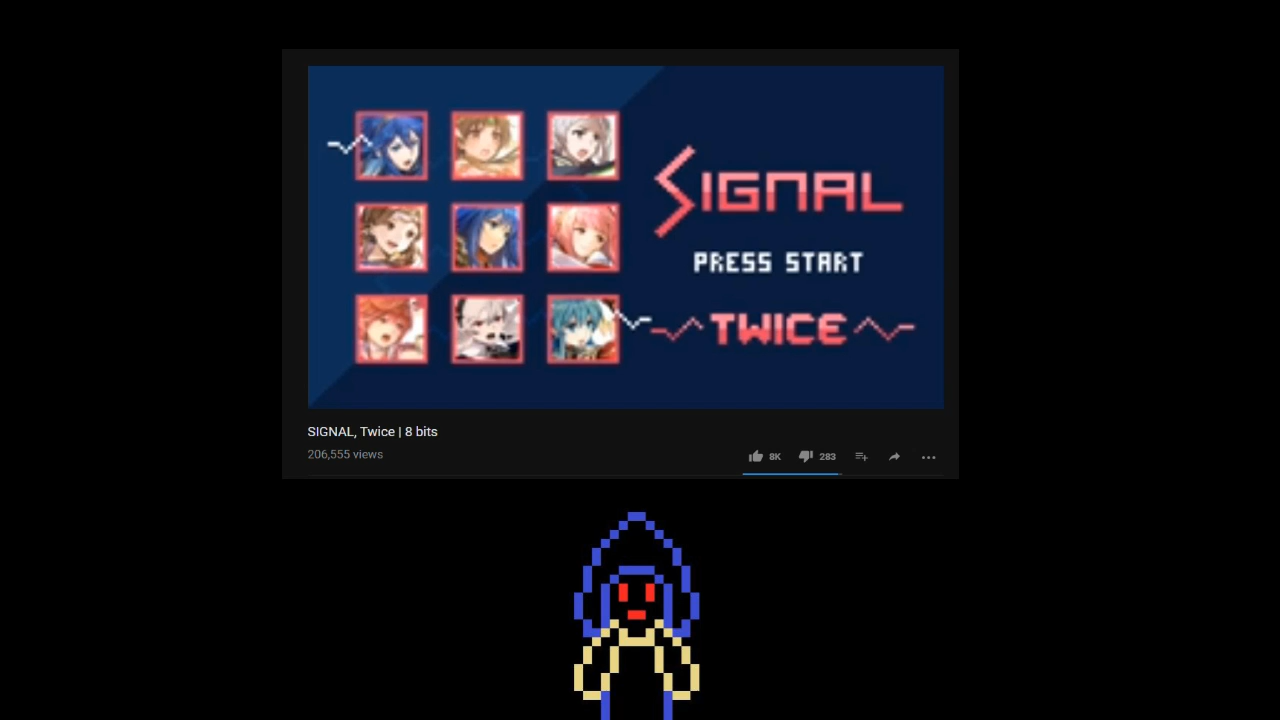 SIGNAL
PRESS START
TWICE
SIGNAL, Twice | 8 bits
206,555 views
8K
283